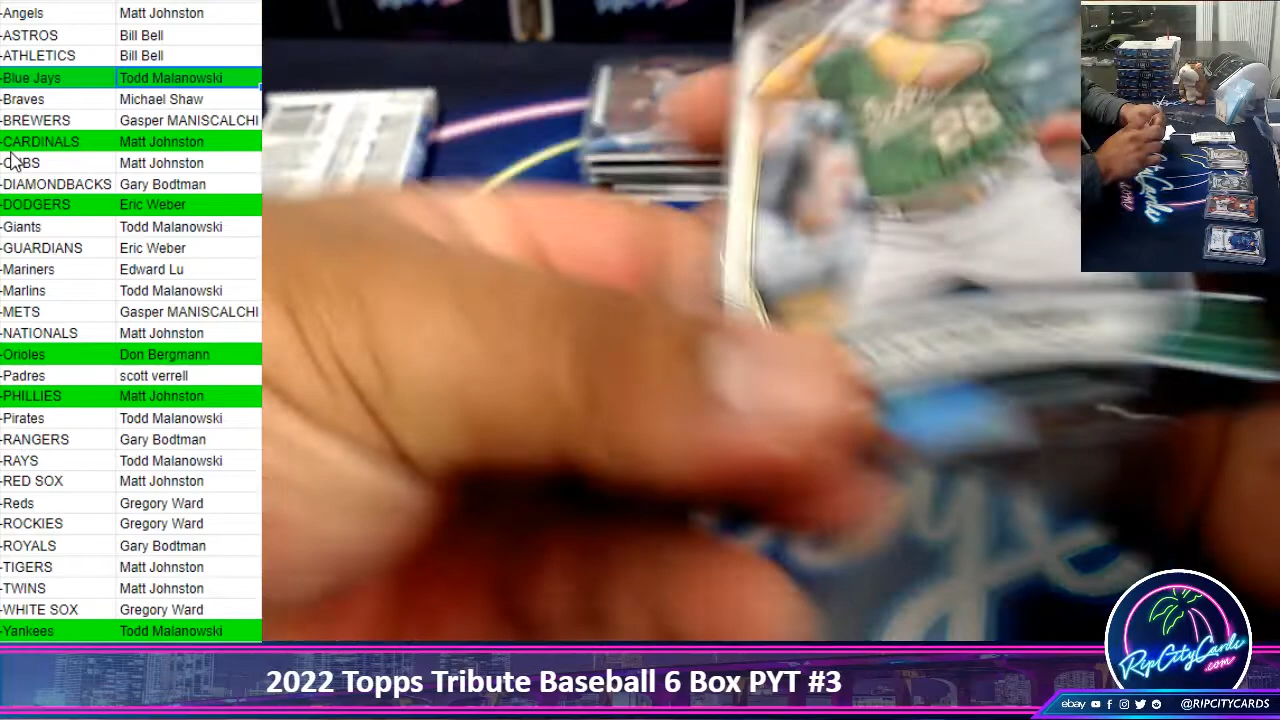 -Angels Matt Johnston
-ASTROS Bill Bell
-ATHLETICS Bill Bell
-Blue Jays Todd Malanowski
-Braves Michael Shaw
-BREWERS Gasper MANISCALCHI
-CARDINALS Matt Johnston
-CUBS Matt Johnston
-DIAMONDBACKS Gary Bodtman
-DODGERS Eric Weber
-Giants Todd Malanowski
-GUARDIANS Eric Weber
-Mariners Edward Lu
-Marlins Todd Malanowski
-METS Gasper MANISCALCHI
-NATIONALS Matt Johnston
-Orioles Don Bergmann
-Padres scott verrell
-PHILLIES Matt Johnston
-Pirates Todd Malanowski
-RANGERS Gary Bodtman
-RAYS Todd Malanowski
-RED SOX Matt Johnston
-Reds Gregory Ward
-ROCKIES Gregory Ward
-ROYALS Gary Bodtman
-TIGERS Matt Johnston
-TWINS Matt Johnston
-WHITE SOX Gregory Ward
-Yankees Todd Malanowski
2022 Topps Tribute Baseball 6 Box PYT #3
RipCityCards
.com
ebay @RIPCITYCARDS